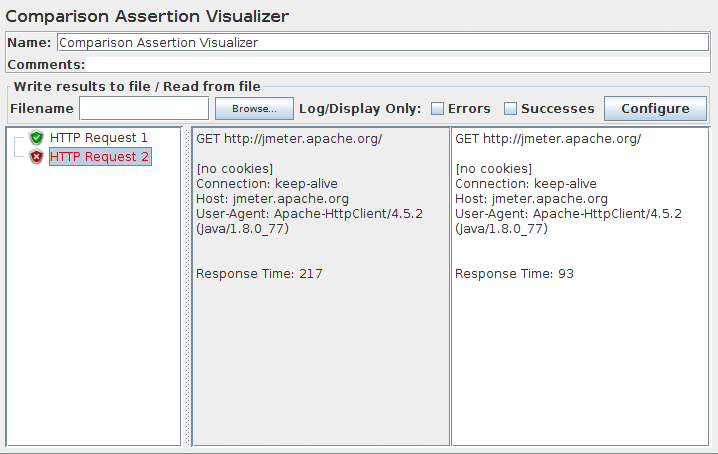 Comparison Assertion Visualizer
Name: Comparison Assertion Visualizer
Comments:
Write results to file / Read from file
Filename Browse... Log/Display Only: Errors Successes Configure
HTTP Request 1
HTTP Request 2
GET http://jmeter.apache.org/
[no cookies]
Connection: keep-alive
Host: jmeter.apache.org
User-Agent: Apache-HttpClient/4.5.2
(Java/1.8.0_77)
Response Time: 217
GET http://jmeter.apache.org/
[no cookies]
Connection: keep-alive
Host: jmeter.apache.org
User-Agent: Apache-HttpClient/4.5.2
(Java/1.8.0_77)
Response Time: 93